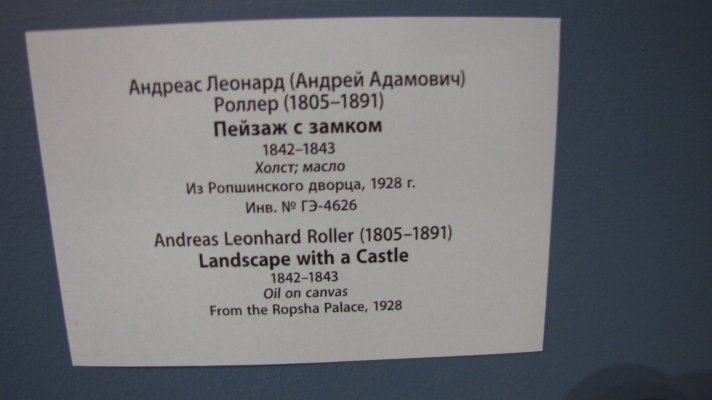 Андреас Леонард (Андрей Адамович)
Роллер (1805–1891)
Пейзаж с замком
1842–1843
Холст; масло
Из Ропшинского дворца, 1928 г.
Инв. № ГЭ-4626
Andreas Leonhard Roller (1805–1891)
Landscape with a Castle
1842–1843
Oil on canvas
From the Ropsha Palace, 1928